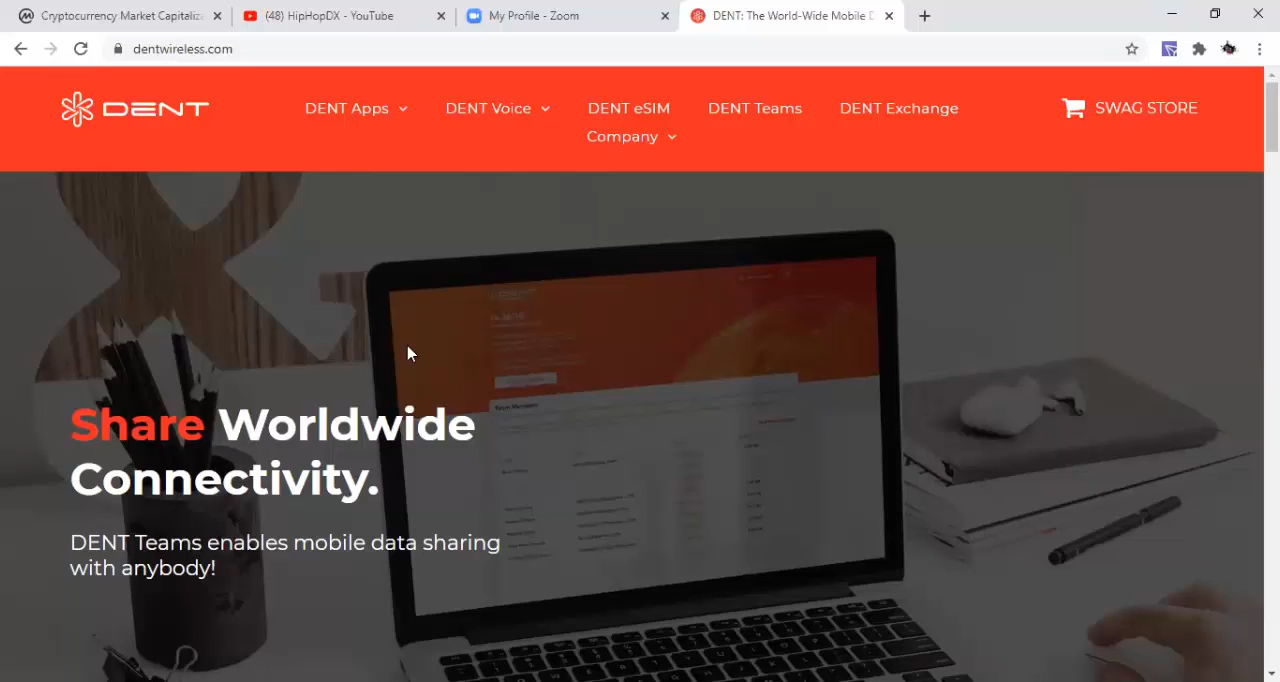 Cryptocurrency Market Capitaliz
(48) HipHopDX - YouTube
My Profile - Zoom
DENT: The World-Wide Mobile D
dentwireless.com
DENT
DENT Apps
DENT Voice
DENT eSIM
DENT Teams
DENT Exchange
Company
SWAG STORE
Share Worldwide
Connectivity.
DENT Teams enables mobile data sharing
with anybody!